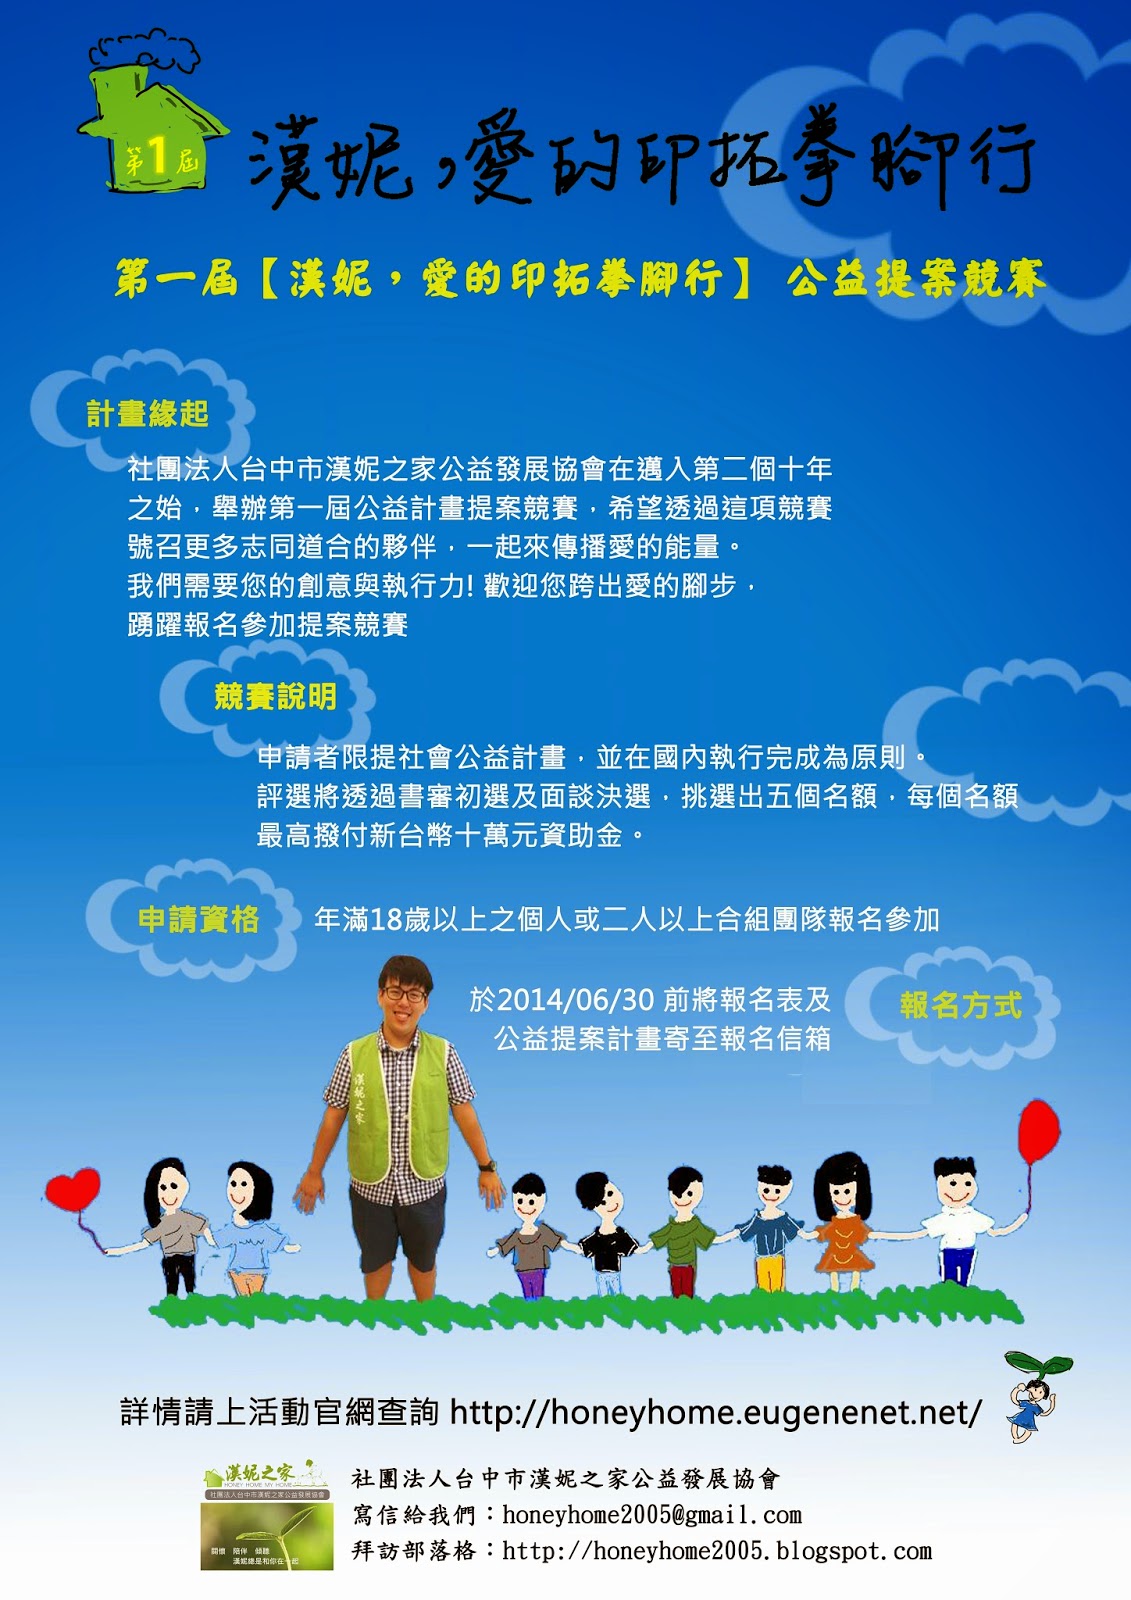 第1屆
漢妮，愛的印拓拳腳行
第一屆【漢妮，愛的印拓拳腳行】 公益提案競賽
計畫緣起
社團法人台中市漢妮之家公益發展協會在邁入第二個十年
之始，舉辦第一屆公益計畫提案競賽，希望透過這項競賽
號召更多志同道合的夥伴，一起來傳播愛的能量。
我們需要您的創意與執行力! 歡迎您跨出愛的腳步，
踴躍報名參加提案競賽
競賽說明
申請者限提社會公益計畫，並在國內執行完成為原則。
評選將透過書審初選及面談決選，挑選出五個名額，每個名額
最高撥付新台幣十萬元資助金。
申請資格
年滿18歲以上之個人或二人以上合組團隊報名參加
報名方式
於2014/06/30 前將報名表及
公益提案計畫寄至報名信箱
漢妮之家
詳情請上活動官網查詢 http://honeyhome.eugenenet.net/
漢妮之家
HONEY HOME MY HOME
社團法人台中市漢妮之家公益發展協會
關懷 陪伴 傾聽
漢妮總是和你在一起
社團法人台中市漢妮之家公益發展協會
寫信給我們：honeyhome2005@gmail.com
拜訪部落格：http://honeyhome2005.blogspot.com